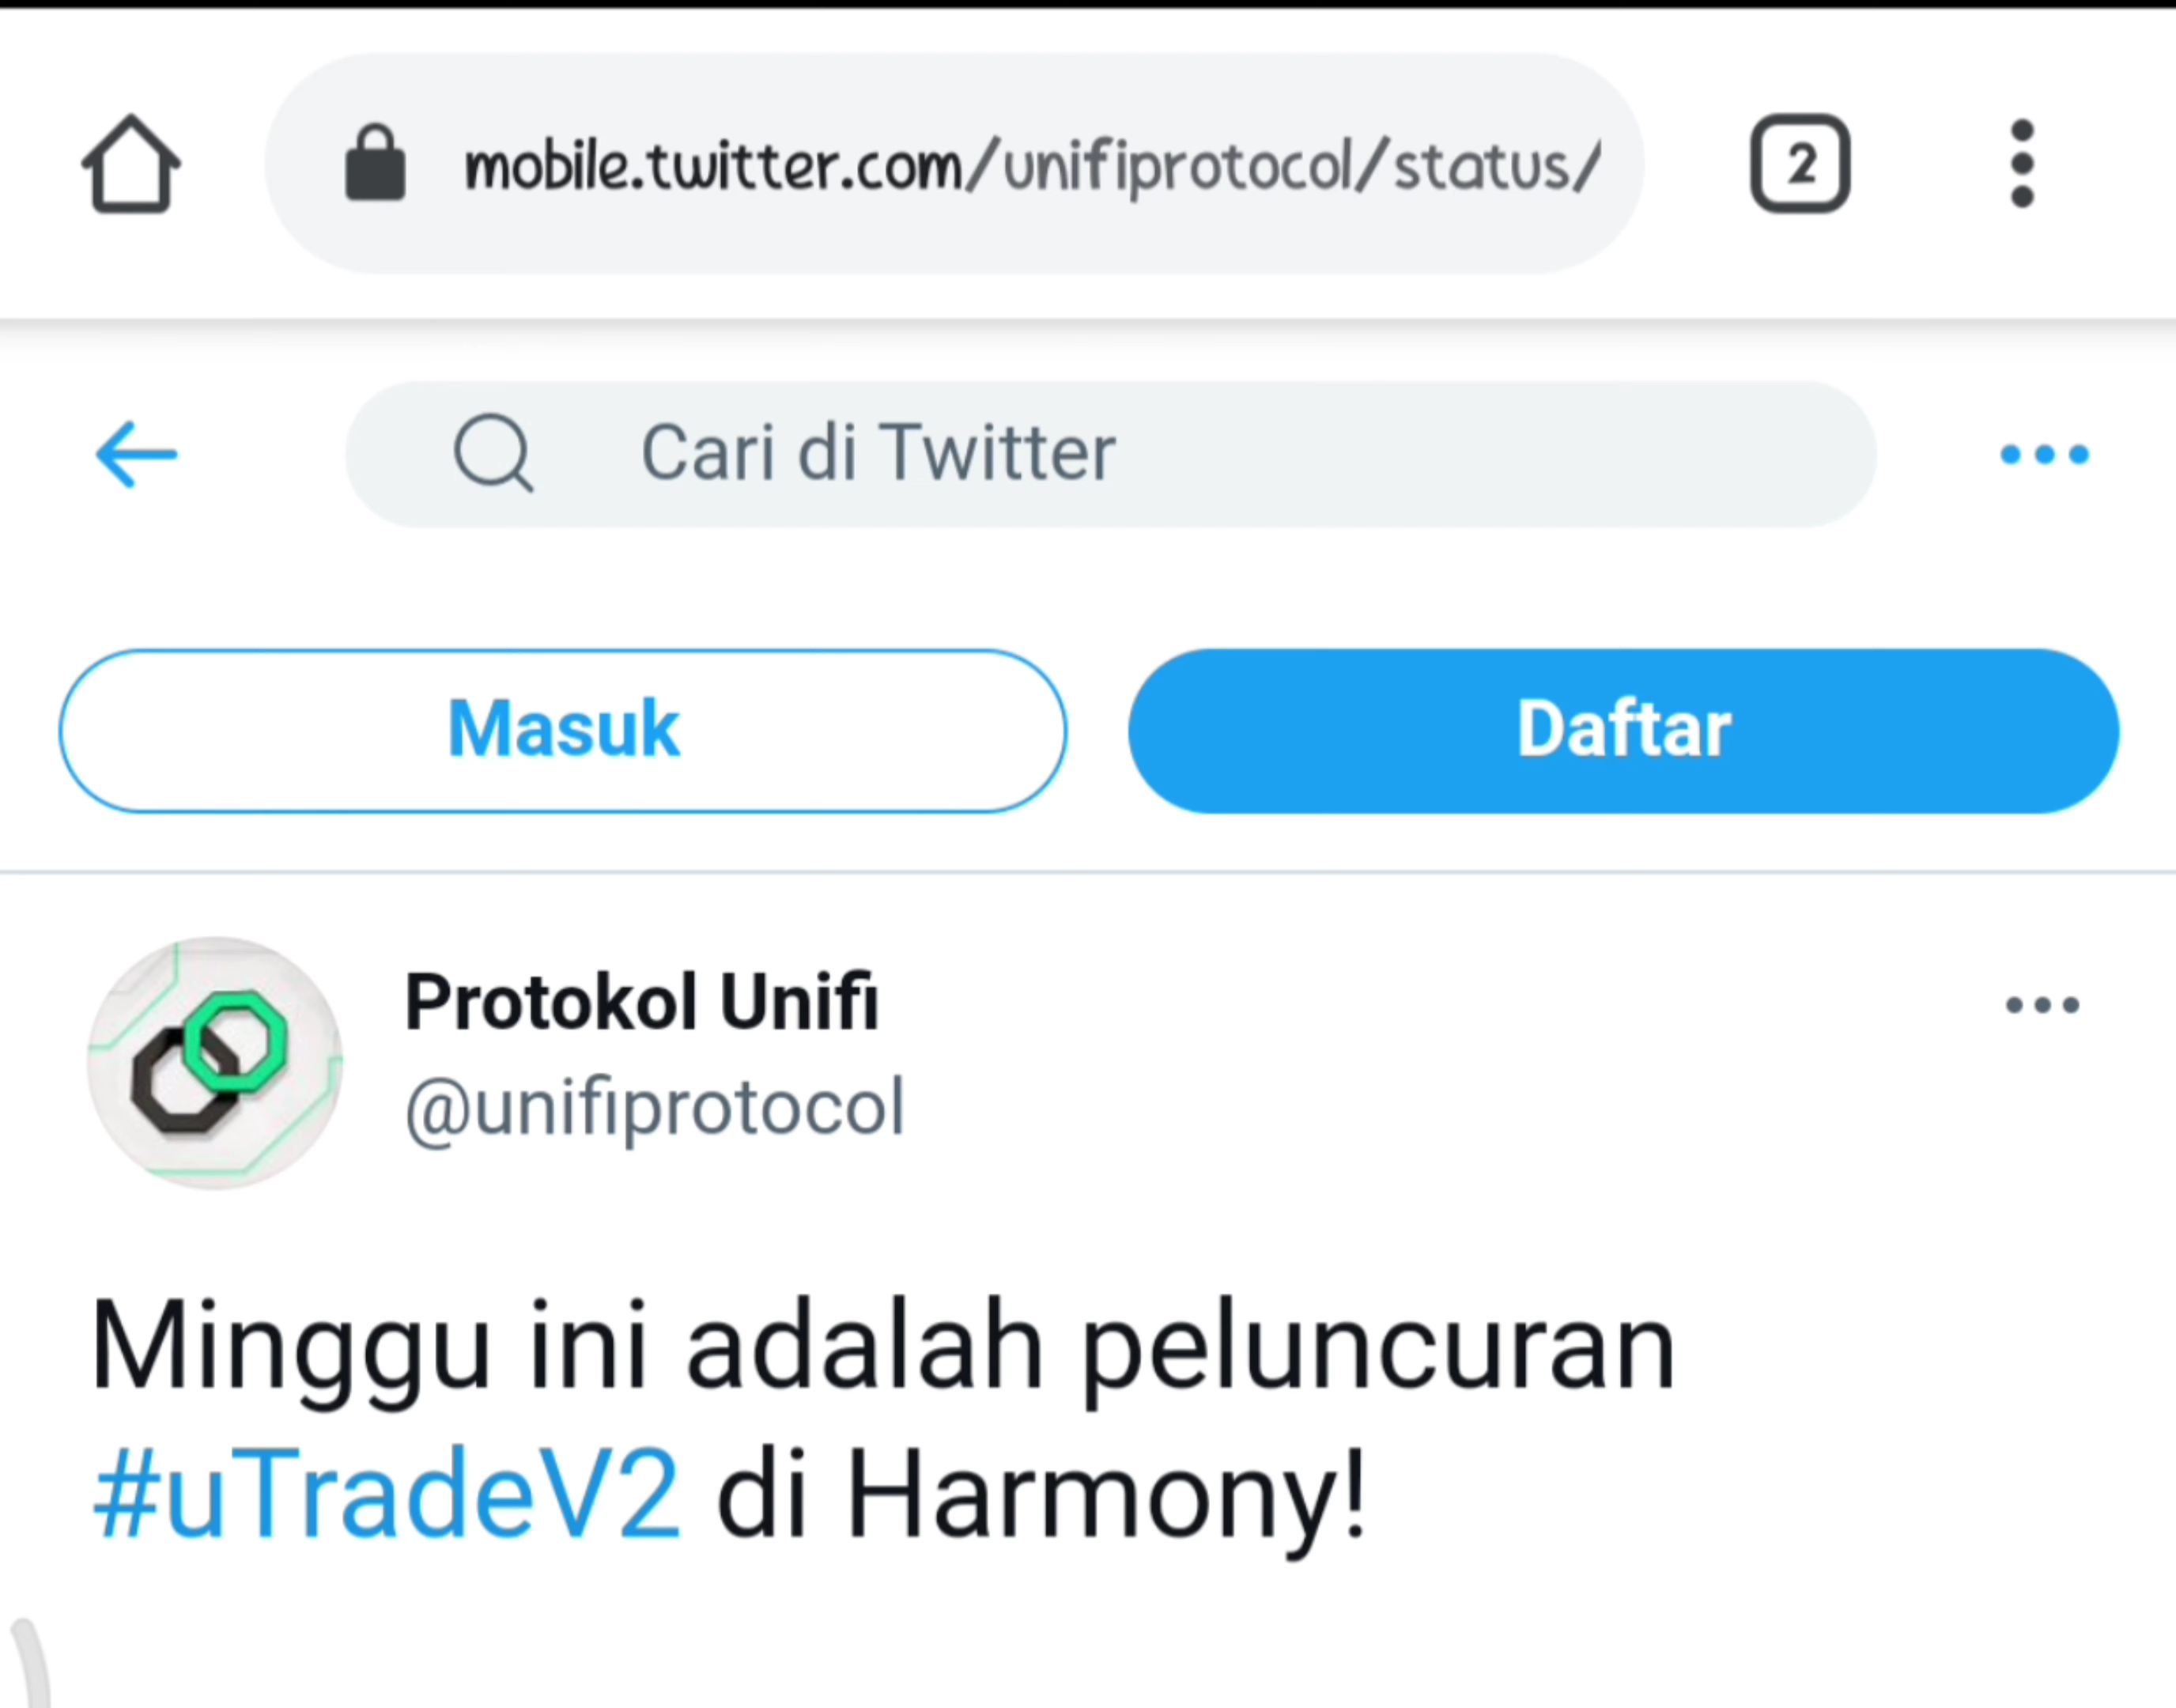 mobile.twitter.com/unifiprotocol/status/
2
Cari di Twitter
Masuk
Daftar
Protokol Unifi
@unifiprotocol
Minggu ini adalah peluncuran
#uTradeV2 di Harmony!